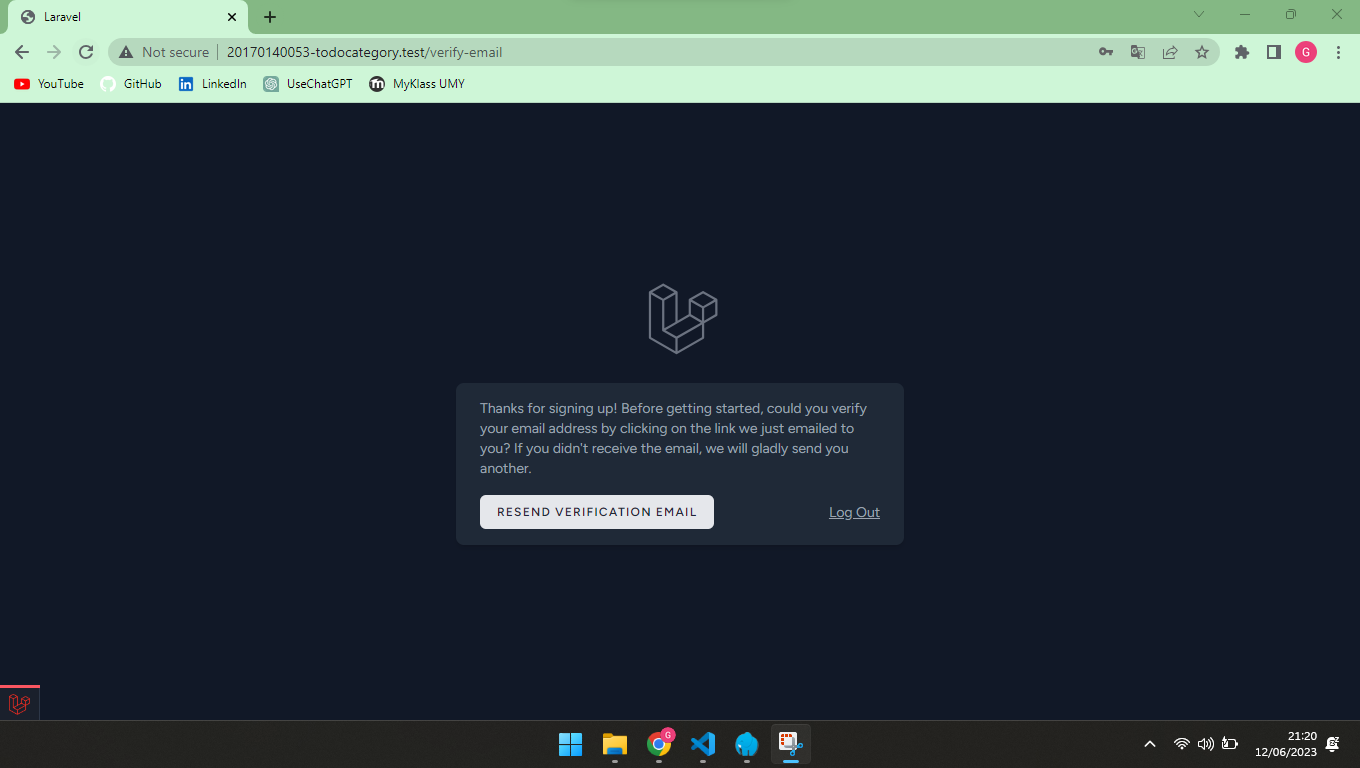 Laravel
Not secure
20170140053-todocategory.test/verify-email
G
YouTube
GitHub
LinkedIn
UseChatGPT
MyKlass UMY
Thanks for signing up! Before getting started, could you verify
your email address by clicking on the link we just emailed to
you? If you didn't receive the email, we will gladly send you
another.
RESEND VERIFICATION EMAIL
Log Out
G
21:20
12/06/2023